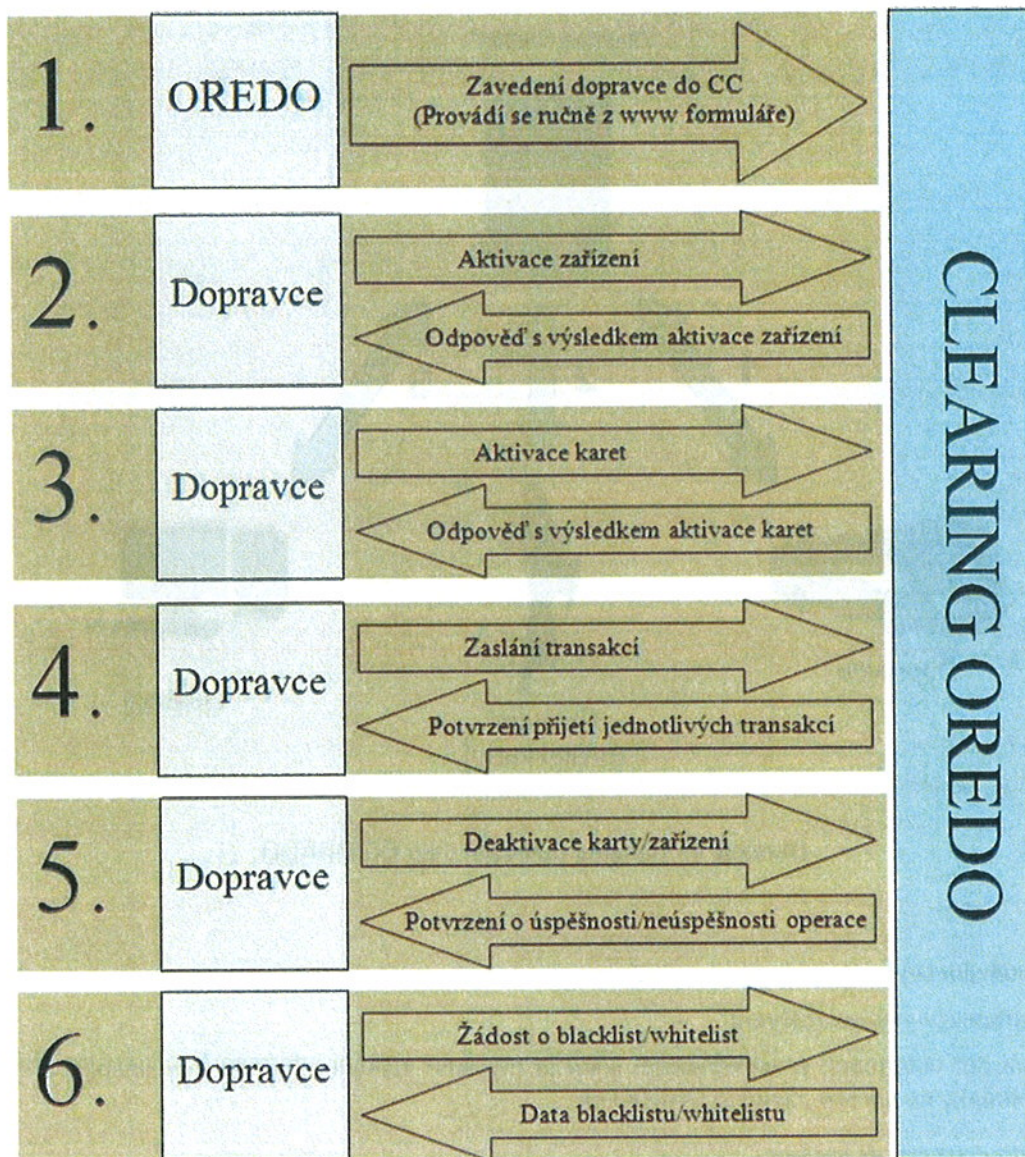 1.
OREDO
Zavedení dopravce do CC
(Provádí se ručně z www formuláře)
2.
Dopravce
Aktivace zařízení
Odpověď s výsledkem aktivace zařízení
3.
Dopravce
Aktivace karet
Odpověď s výsledkem aktivace karet
4.
Dopravce
Zaslání transakcí
Potvrzení přijetí jednotlivých transakcí
5.
Dopravce
Deaktivace karty/zařízení
Potvrzení o úspěšnosti/neúspěšnosti operace
6.
Dopravce
Žádost o blacklist/whitelist
Data blacklistu/whitelistu
CLEARING OREDO